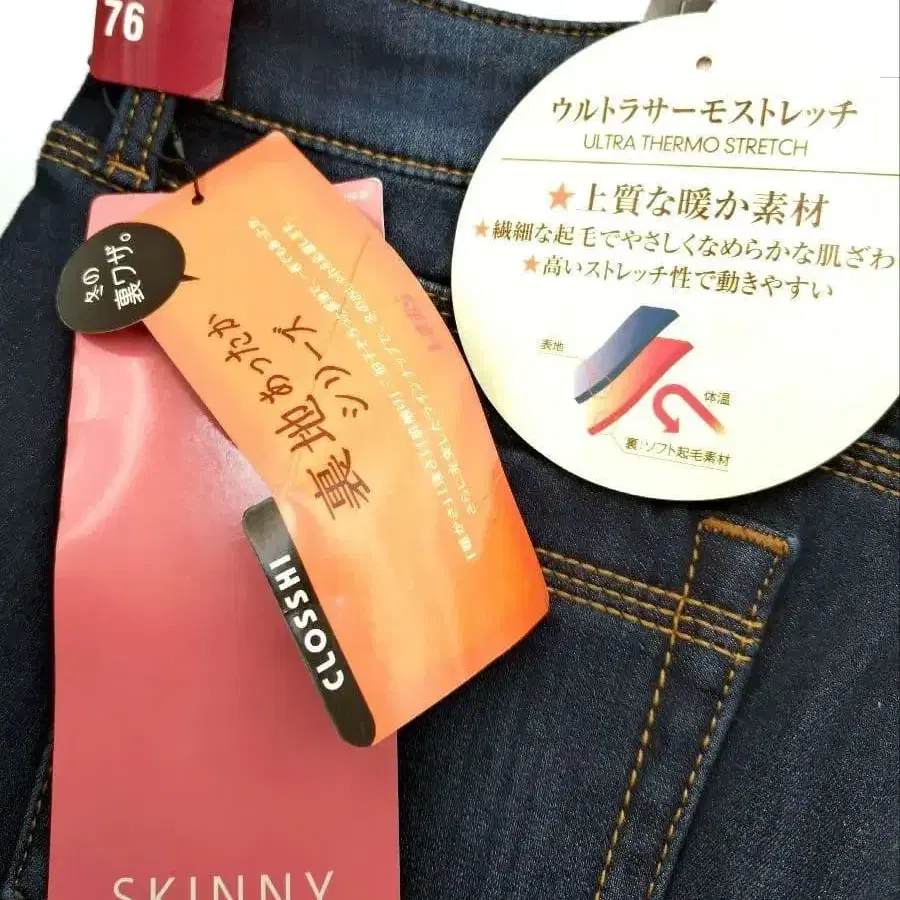 76
ウルトラサーモストレッチ
ULTRA THERMO STRETCH
★上質な暖か素材
★繊細な起毛でやさしくなめらかな肌ざわ
★高いストレッチ性で動きやすい
表地
体温
裏:ソフト起毛素材
冬の
裏ワザ。
裏地あったか
シリーズ
CLOSSHI
SKINNY